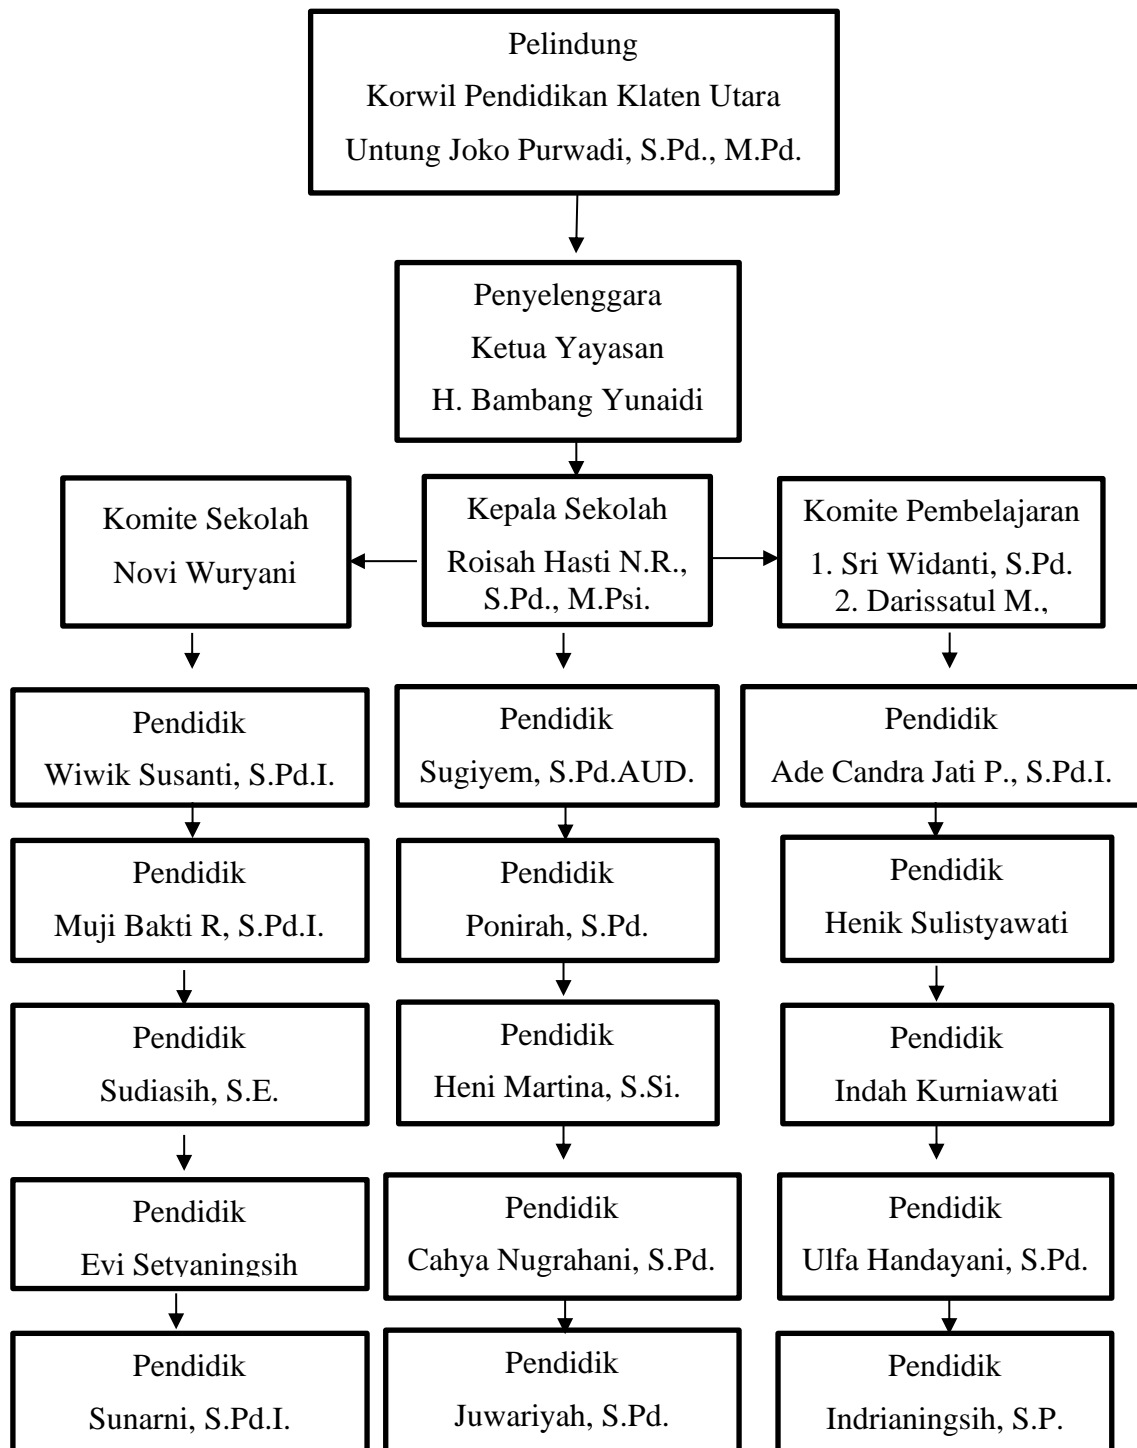 Pelindung
Korwil Pendidikan Klaten Utara
Untung Joko Purwadi, S.Pd., M.Pd.
Penyelenggara
Ketua Yayasan
H. Bambang Yunaidi
Komite Sekolah
Novi Wuryani
Kepala Sekolah
Roisah Hasti N.R.,
S.Pd., M.Psi.
Komite Pembelajaran
1. Sri Widanti, S.Pd.
2. Darissatul M.,
Pendidik
Wiwik Susanti, S.Pd.I.
Pendidik
Sugiyem, S.Pd.AUD.
Pendidik
Ade Candra Jati P., S.Pd.I.
Pendidik
Muji Bakti R, S.Pd.I.
Pendidik
Ponirah, S.Pd.
Pendidik
Henik Sulistyawati
Pendidik
Sudiasih, S.E.
Pendidik
Heni Martina, S.Si.
Pendidik
Indah Kurniawati
Pendidik
Evi Setyaningsih
Pendidik
Cahya Nugrahani, S.Pd.
Pendidik
Ulfa Handayani, S.Pd.
Pendidik
Sunarni, S.Pd.I.
Pendidik
Juwariyah, S.Pd.
Pendidik
Indrianingsih, S.P.